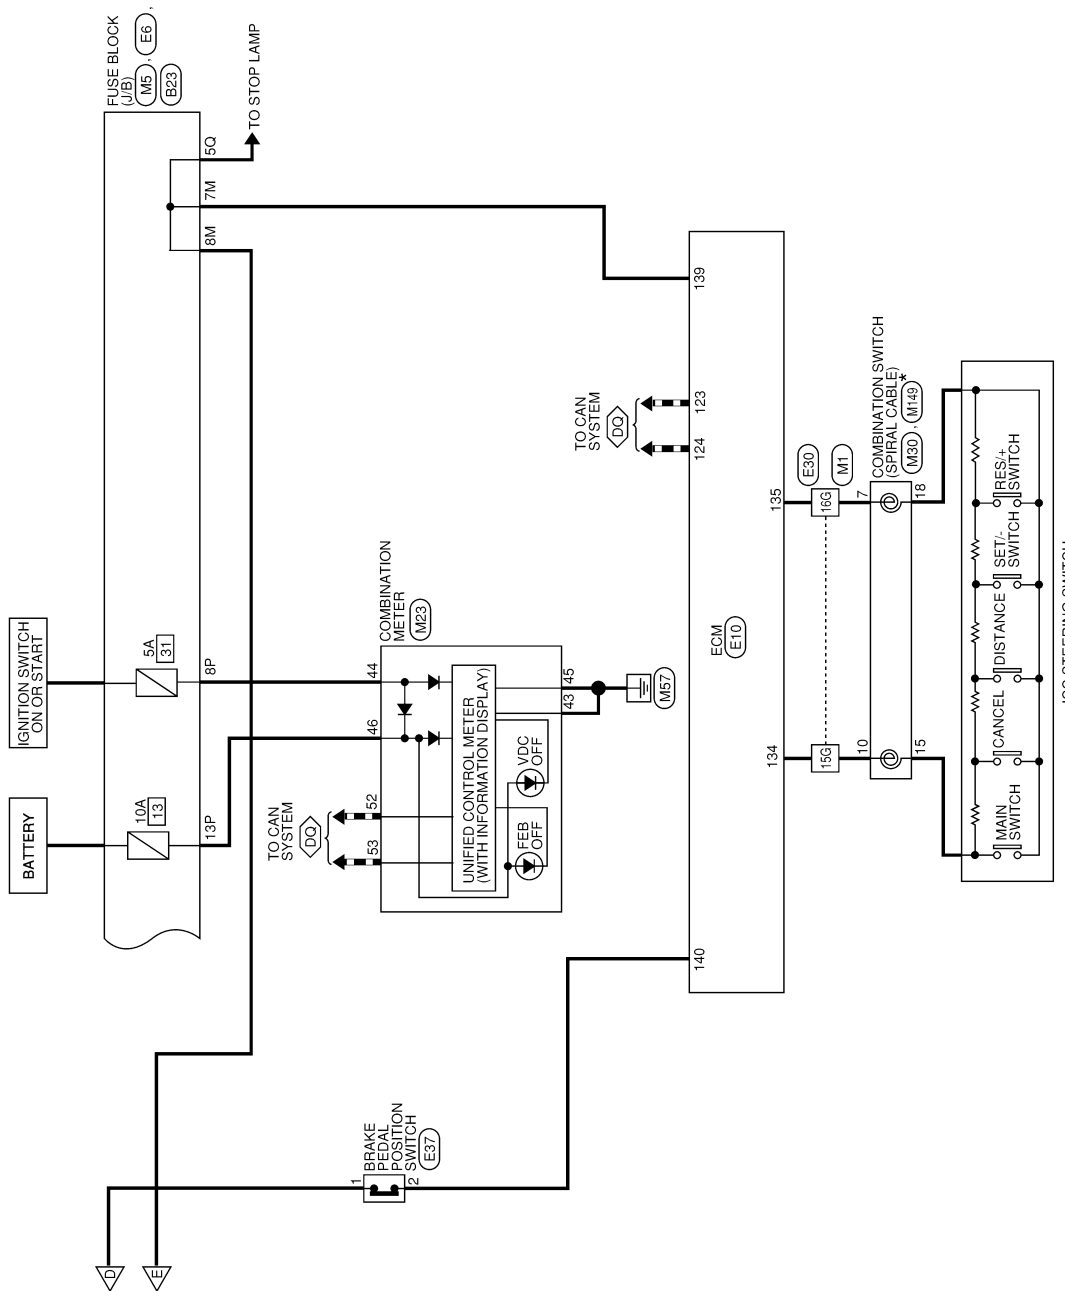 FUSE BLOCK
(J/B)
M5 , E6 ,
B23
TO STOP LAMP
5Q
7M
8M
IGNITION SWITCH
ON OR START
5A
31
8P
BATTERY
10A
13
13P
139
TO CAN
SYSTEM
DQ
123
124
COMBINATION
METER
M23
44
46
TO CAN
SYSTEM
DQ
52
53
UNIFIED CONTROL METER
(WITH INFORMATION DISPLAY)
VDC
OFF
FEB
OFF
45
43
M57
ECM
E10
135
134
140
E30
M1
16G
15G
COMBINATION SWITCH
(SPIRAL CABLE)
M30 , M149 *
7
18
10
15
RES/+
SWITCH
SET/-
SWITCH
DISTANCE
CANCEL
MAIN
SWITCH
BRAKE
PEDAL
POSITION
SWITCH
E37
1
2
D
E